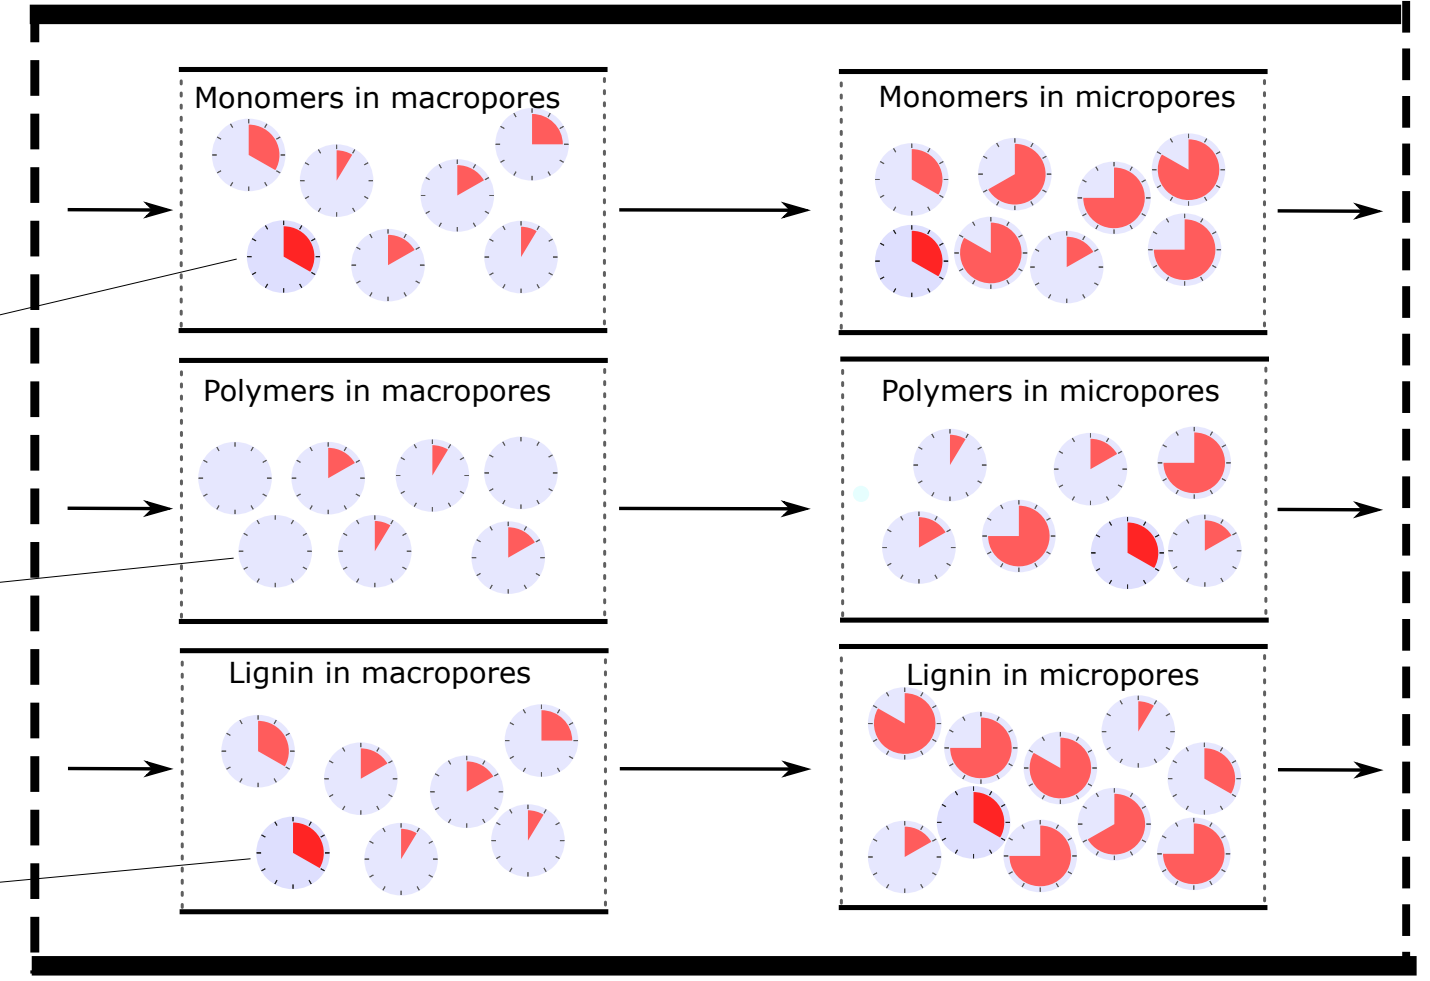 Monomers in macropores
Monomers in micropores
Polymers in macropores
Polymers in micropores
Lignin in macropores
Lignin in micropores